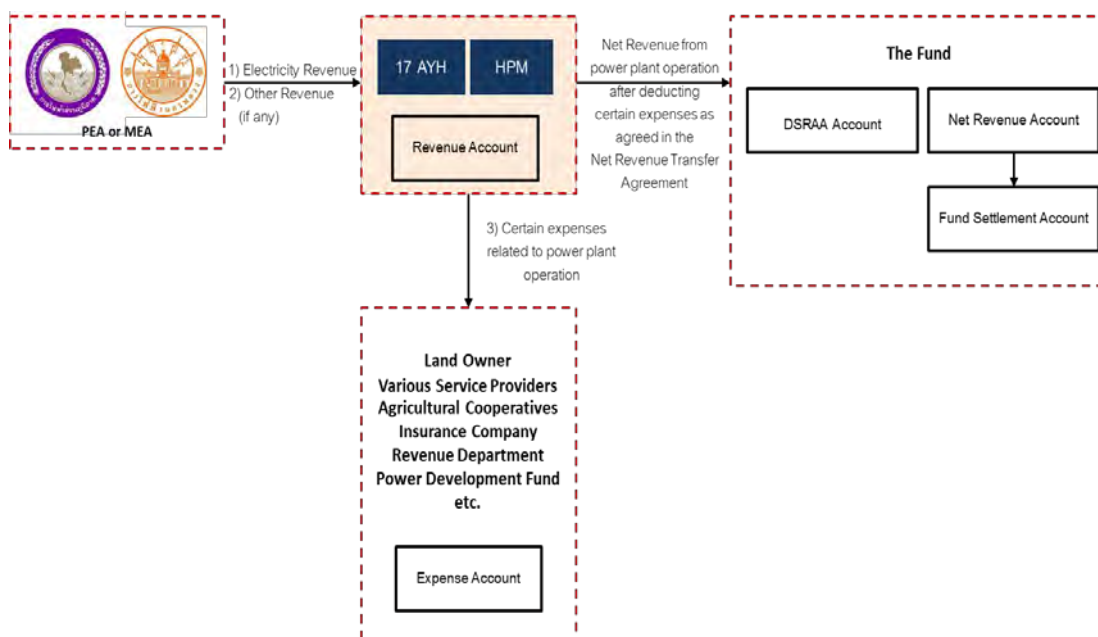 PEA or MEA
1) Electricity Revenue
2) Other Revenue
(if any)
17 AYH
HPM
Revenue Account
Net Revenue from
power plant operation
after deducting
certain expenses as
agreed in the
Net Revenue Transfer
Agreement
The Fund
DSRAA Account
Net Revenue Account
Fund Settlement Account
3) Certain expenses
related to power plant
operation
Land Owner
Various Service Providers
Agricultural Cooperatives
Insurance Company
Revenue Department
Power Development Fund
etc.
Expense Account